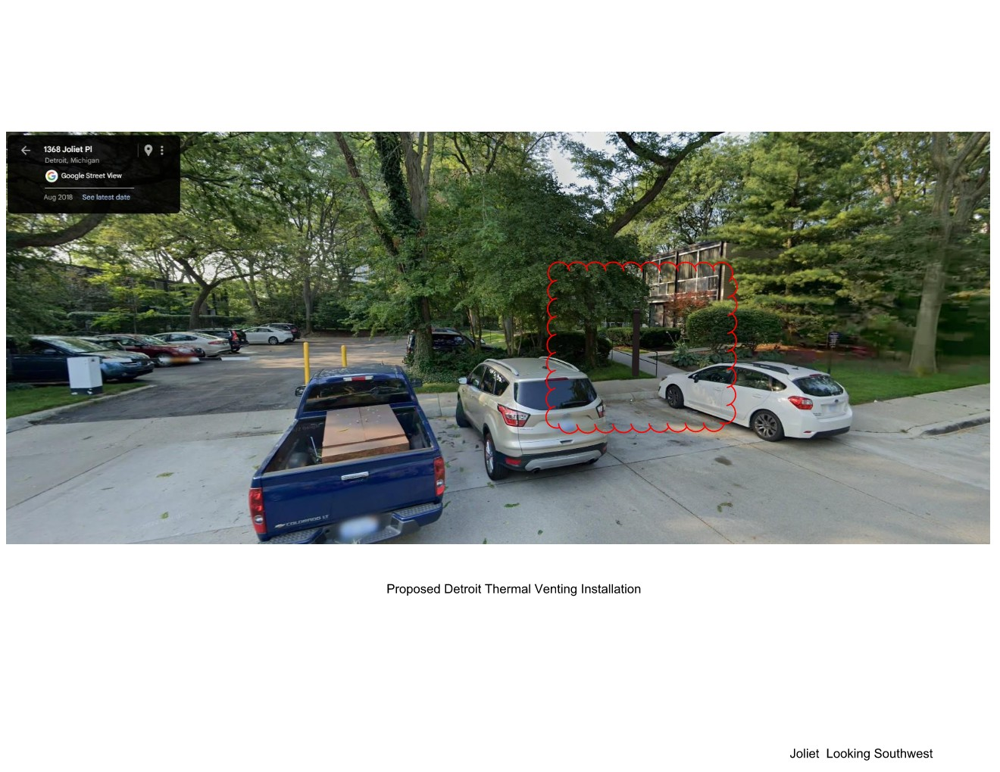 1368 Joliet Pl
Detroit, Michigan
Google Street View
Aug 2018 See latest date
COLORADO LT
Proposed Detroit Thermal Venting Installation
Joliet Looking Southwest